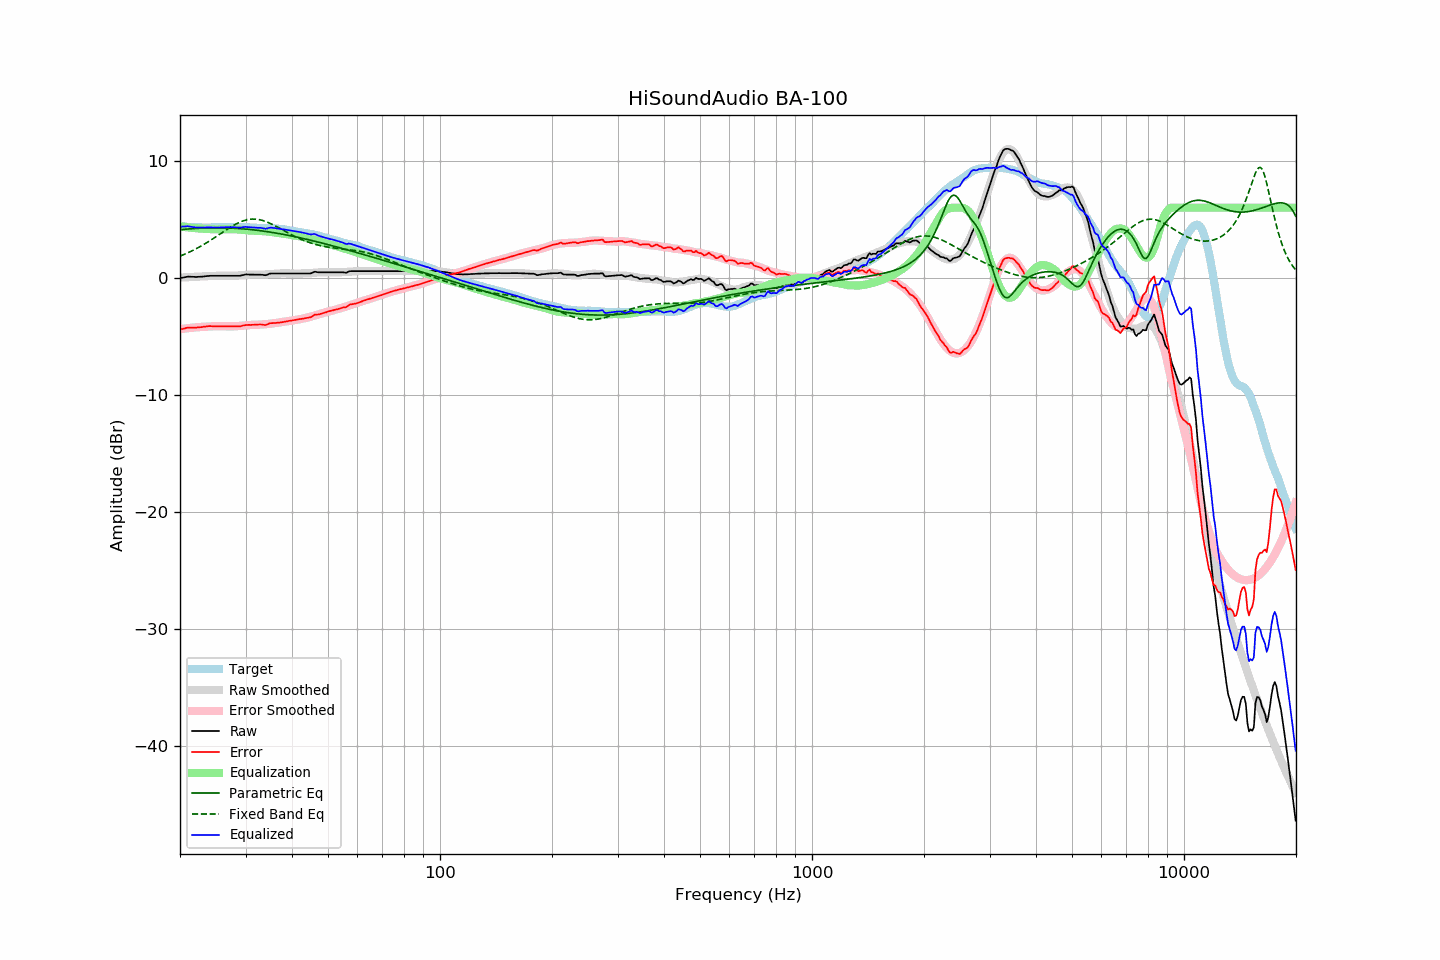 HiSoundAudio BA-100
10
0
−10
−20
−30
−40
Amplitude (dBr)
100
1000
10000
Frequency (Hz)
Target
Raw Smoothed
Error Smoothed
Raw
Error
Equalization
Parametric Eq
Fixed Band Eq
Equalized